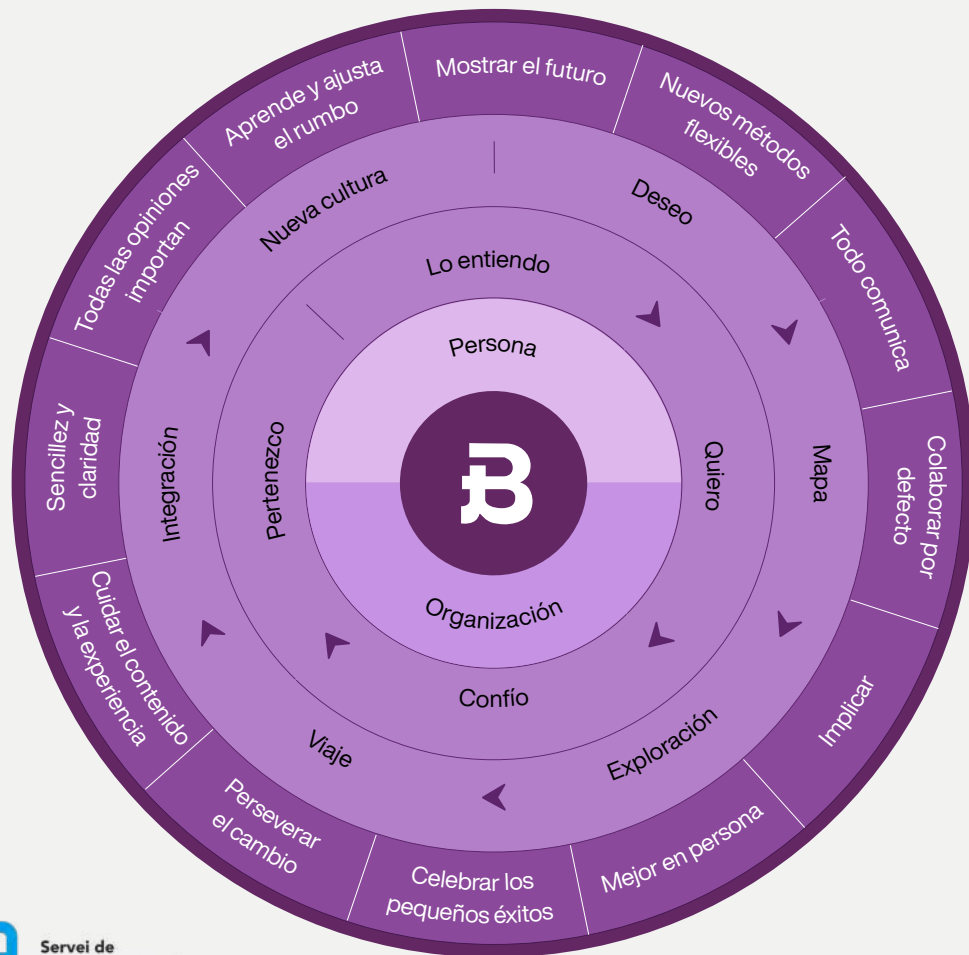 Mostrar el futuro
Nuevos métodos
flexibles
Todo comunica
Colaborar por
defecto
Implicar
Mejor en persona
Celebrar los
pequeños éxitos
Perseverar
el cambio
Cuidar el contenido
y la experiencia
Sencillez y
claridad
Todas las opiniones
importan
Aprende y ajusta
el rumbo
Deseo
Mapa
Exploración
Viaje
Integración
Nueva cultura
Lo entiendo
Quiero
Confío
Pertenezco
Persona
B
Organización
Servei de